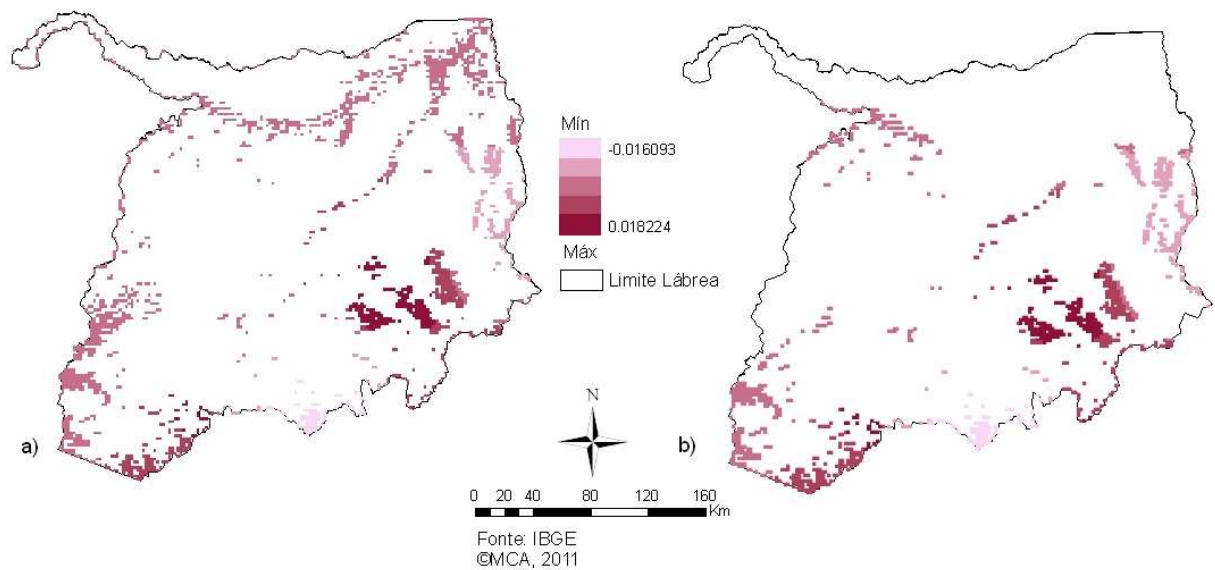 Mín
-0.016093
0.018224
Máx
Limite Lábrea
N
a)
b)
0 20 40 80 120 160
Km
Fonte: IBGE
©MCA, 2011